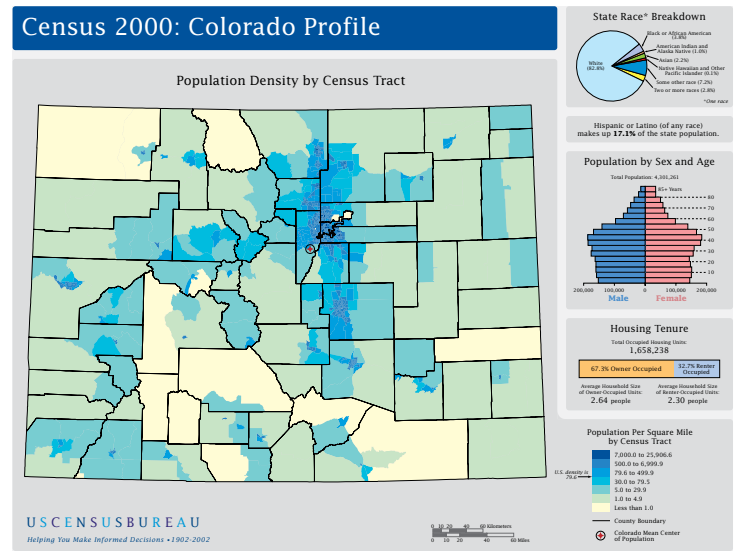 Census 2000: Colorado Profile
Population Density by Census Tract
State Race* Breakdown
Black or African American
(3.8%)
American Indian and
Alaska Native (1.0%)
Asian (2.2%)
Native Hawaiian and Other
Pacific Islander (0.1%)
Some other race (7.2%)
Two or more races (2.8%)
White
(82.8%)
*One race
Hispanic or Latino (of any race)
makes up 17.1% of the state population.
Population by Sex and Age
Total Population: 4,301,261
85+ Years
80
70
60
50
40
30
20
10
200,000 100,000 0 100,000 200,000
Male Female
Housing Tenure
Total Occupied Housing Units:
1,658,238
67.3% Owner Occupied
32.7% Renter
Occupied
Average Household Size
of Owner-Occupied Units:
2.64 people
Average Household Size
of Renter-Occupied Units:
2.30 people
Population Per Square Mile
by Census Tract
7,000.0 to 25,906.6
500.0 to 6,999.9
79.6 to 499.9
30.0 to 79.5
5.0 to 29.9
1.0 to 4.9
Less than 1.0
U.S. density is
79.6
County Boundary
Colorado Mean Center
of Population
USCENSUSBUREAU
Helping You Make Informed Decisions • 1902-2002
0 10 20 40 60 Kilometers
0 10 20 40 60 Miles